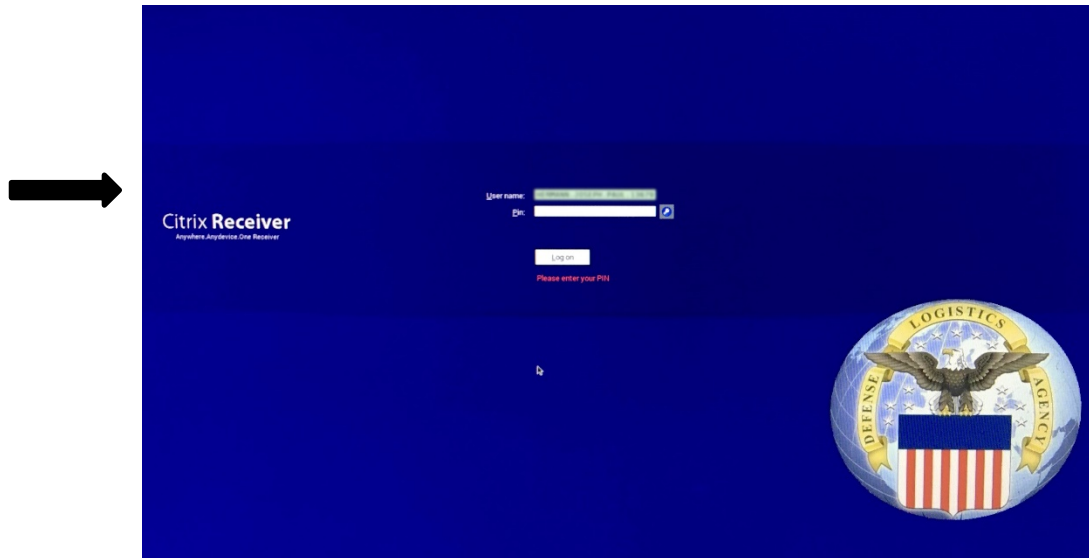 Citrix Receiver
Anywhere.Anydevice.One Receiver
User name:
Pin:
Log on
Please enter your PIN
DEFENSE LOGISTICS AGENCY